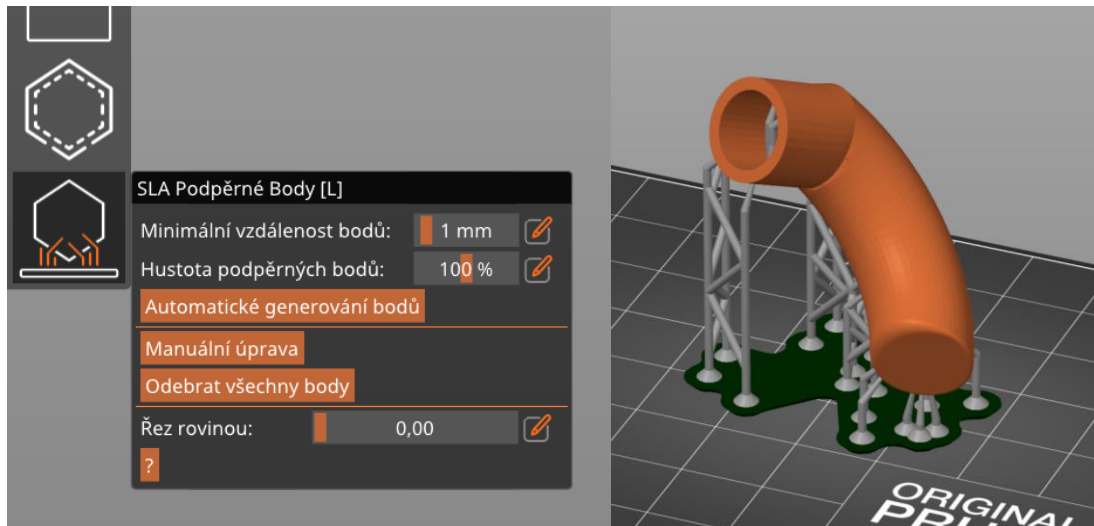 SLA Podpěrné Body [L]
Minimální vzdálenost bodů: 1 mm
Hustota podpěrných bodů: 100 %
Automatické generování bodů
Manuální úprava
Odebrat všechny body
Řez rovinou: 0,00
?
ORIGINAL